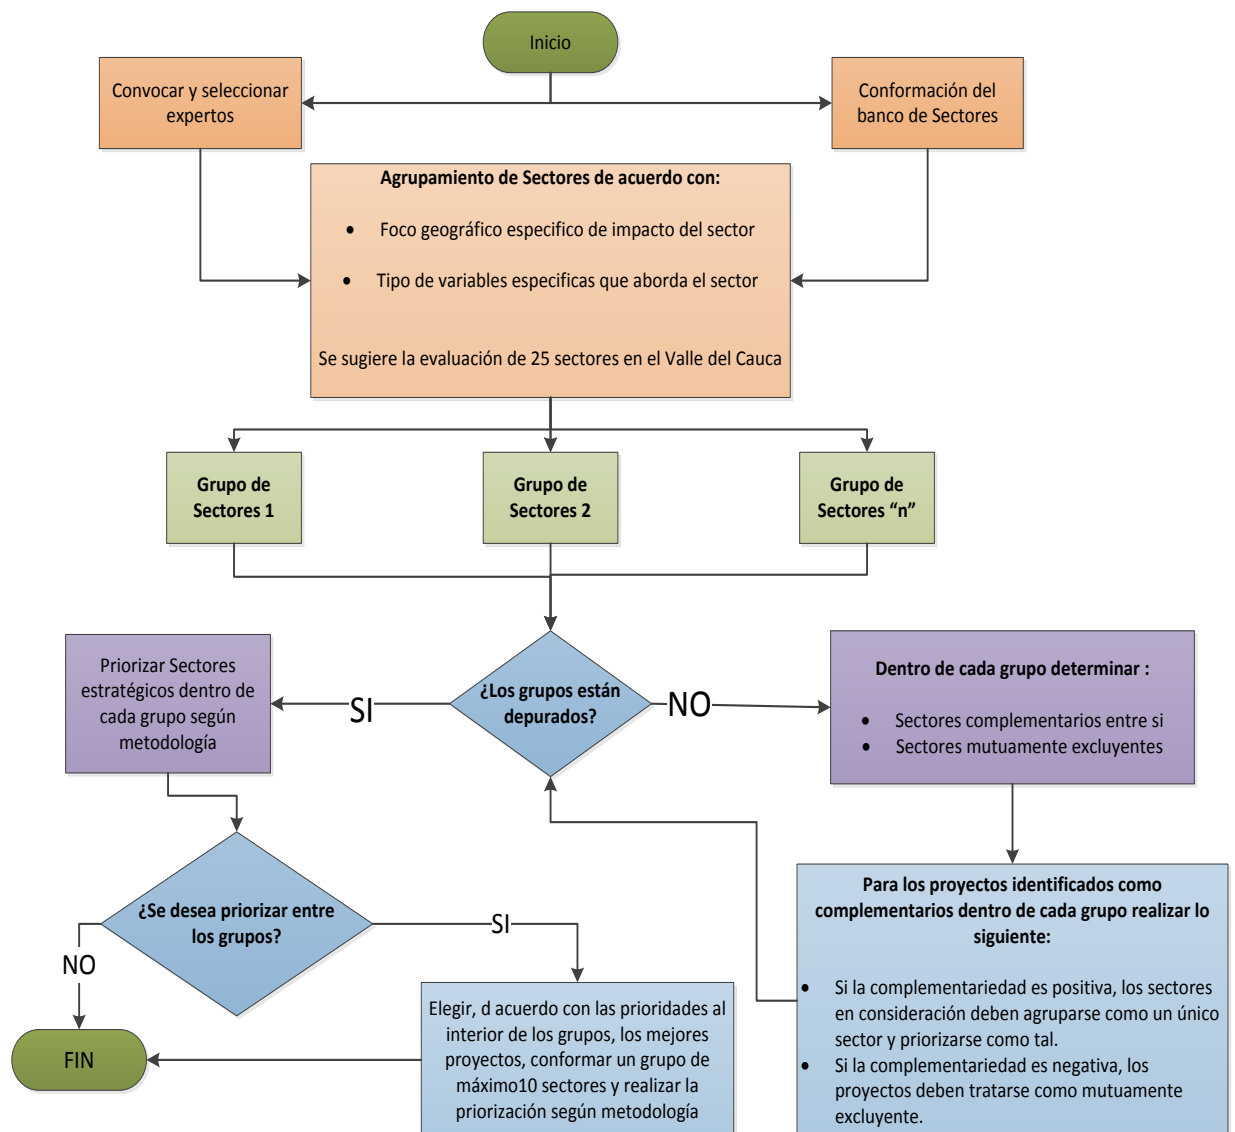 Inicio
Convocar y seleccionar
expertos
Conformación del
banco de Sectores
Agrupamiento de Sectores de acuerdo con:
• Foco geográfico especifico de impacto del sector
• Tipo de variables especificas que aborda el sector
Se sugiere la evaluación de 25 sectores en el Valle del Cauca
Grupo de
Sectores 1
Grupo de
Sectores 2
Grupo de
Sectores “n”
¿Los grupos están
depurados?
SI
NO
Priorizar Sectores
estratégicos dentro de
cada grupo según
metodología
Dentro de cada grupo determinar :
• Sectores complementarios entre si
• Sectores mutuamente excluyentes
Para los proyectos identificados como
complementarios dentro de cada grupo realizar lo
siguiente:
• Si la complementariedad es positiva, los sectores
en consideración deben agruparse como un único
sector y priorizarse como tal.
• Si la complementariedad es negativa, los
proyectos deben tratarse como mutuamente
excluyente.
¿Se desea priorizar entre
los grupos?
SI
NO
Elegir, d acuerdo con las prioridades al
interior de los grupos, los mejores
proyectos, conformar un grupo de
máximo10 sectores y realizar la
priorización según metodología
FIN